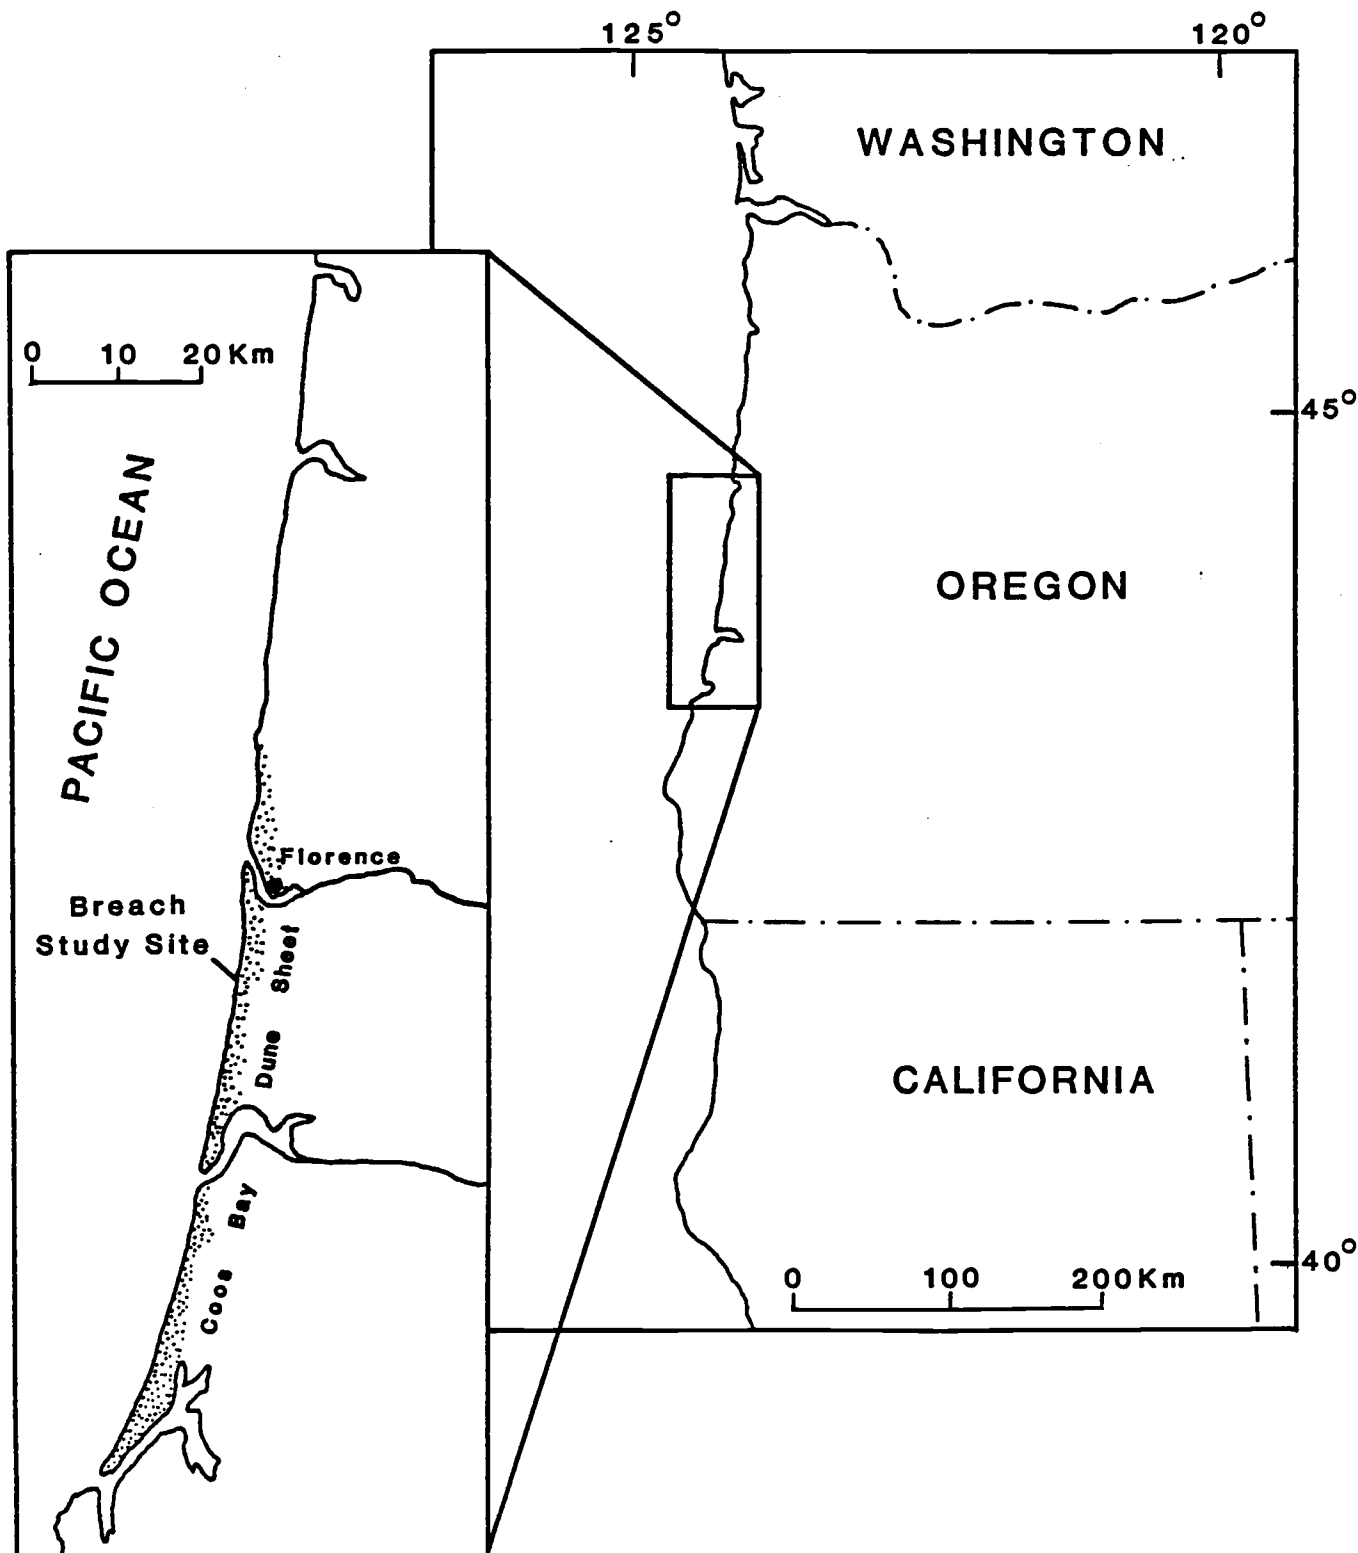 125° 120°
WASHINGTON
0 10 20 Km
45°
PACIFIC OCEAN
OREGON
Florence
Breach
Study Site
Coos Bay Dune Sheet
CALIFORNIA
40°
0 100 200 Km